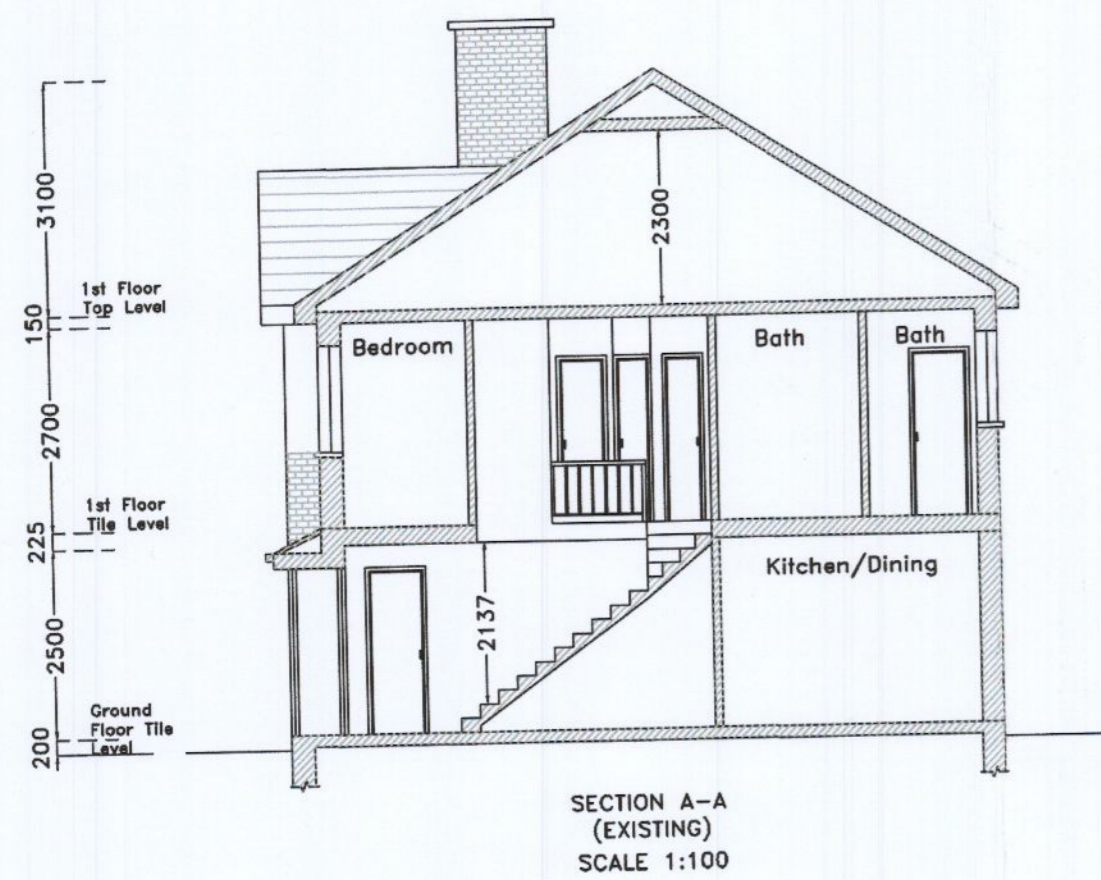 3100
2300
1st Floor
Top Level
150
Bedroom
Bath
Bath
2700
1st Floor
Tile Level
225
Kitchen/Dining
2137
2500
Ground
Floor Tile
Level
200
SECTION A-A
(EXISTING)
SCALE 1:100